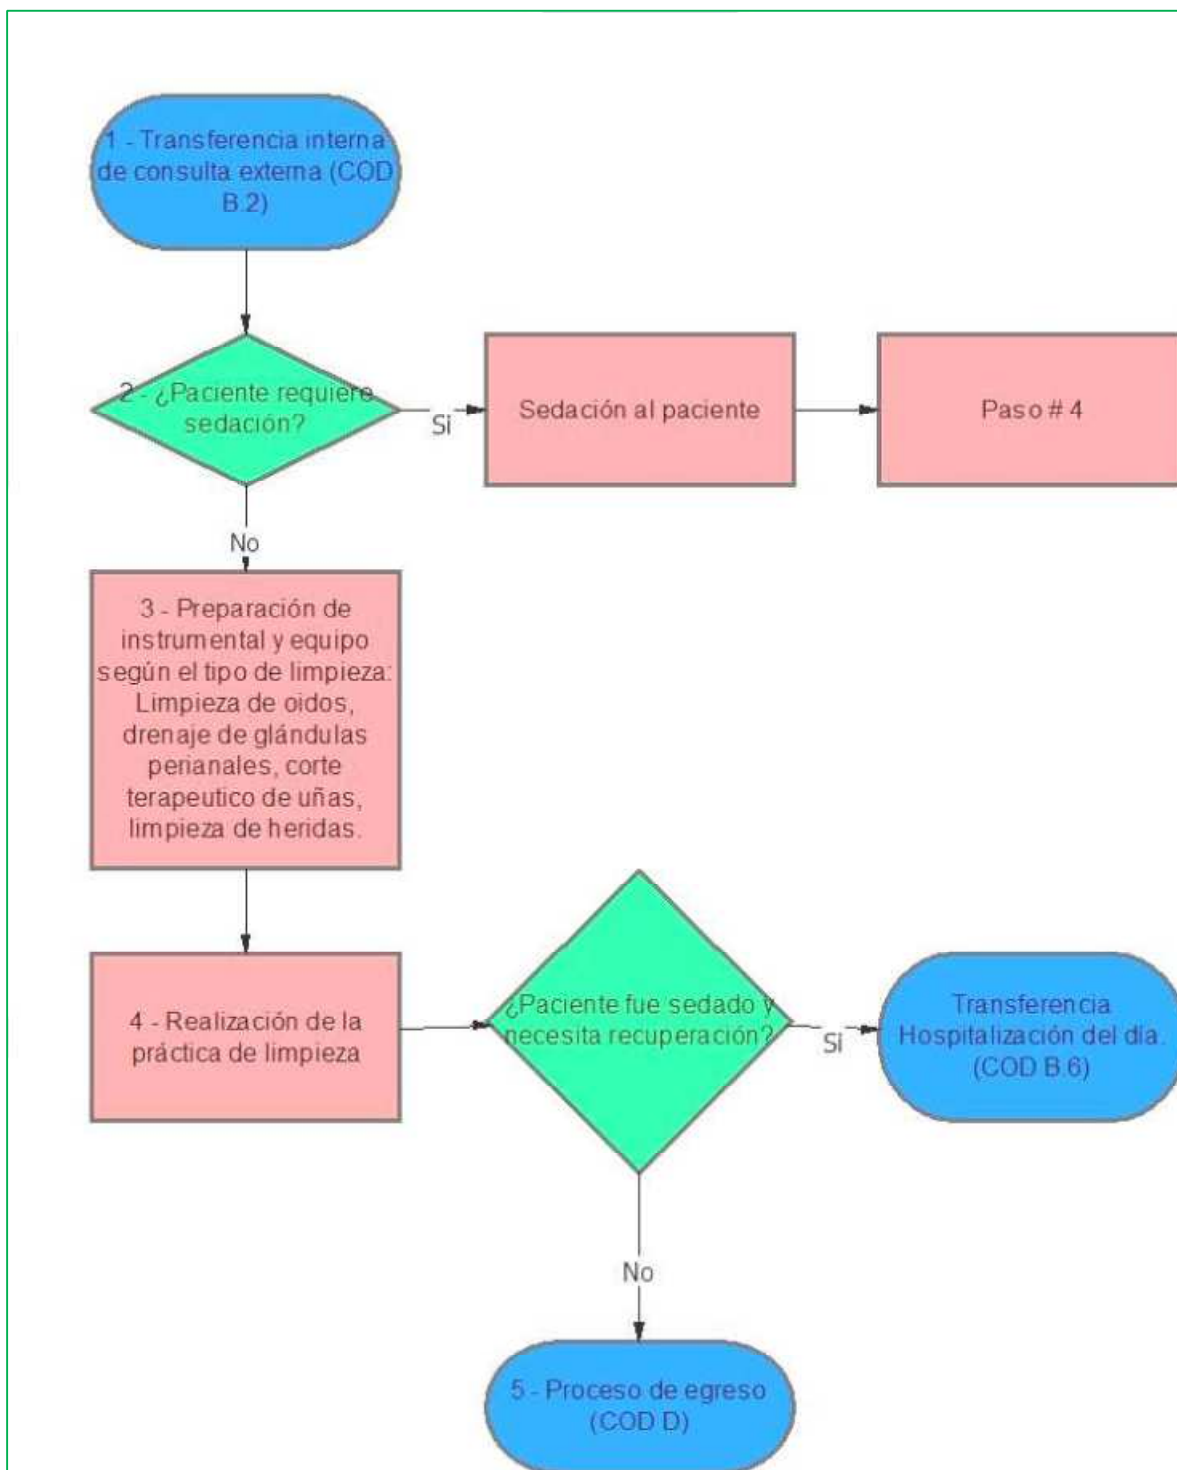 1 - Transferencia interna
de consulta externa (COD
B.2)
2 - ¿Paciente requiere
sedación?
Si
Sedación al paciente
Paso # 4
No
3 - Preparación de
instrumental y equipo
según el tipo de limpieza:
Limpieza de oidos,
drenaje de glándulas
perianales, corte
terapeutico de uñas,
limpieza de heridas.
4 - Realización de la
práctica de limpieza
¿Paciente fue sedado y
necesita recuperación?
Si
Transferencia
Hospitalización del día.
(COD B.6)
No
5 - Proceso de egreso
(COD D)